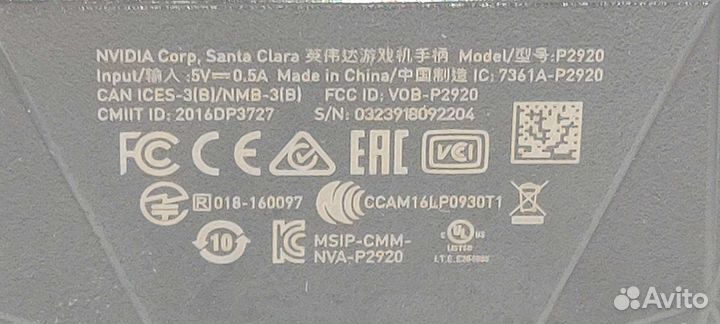 NVIDIA Corp, Santa Clara 英伟达游戏机手柄 Model/型号:P2920
Input/输入:5V⎓0.5A Made in China/中国制造 IC: 7361A-P2920
CAN ICES-3(B)/NMB-3(B) FCC ID: VOB-P2920
CMIIT ID: 2016DP3727 S/N: 0323918092204
FC CE EAC VCI
R 018-160097 CCAM16LP0930T1
10 MSIP-CMM-
NVA-P2920
c UL US
LISTED
I.T.E.
Avito